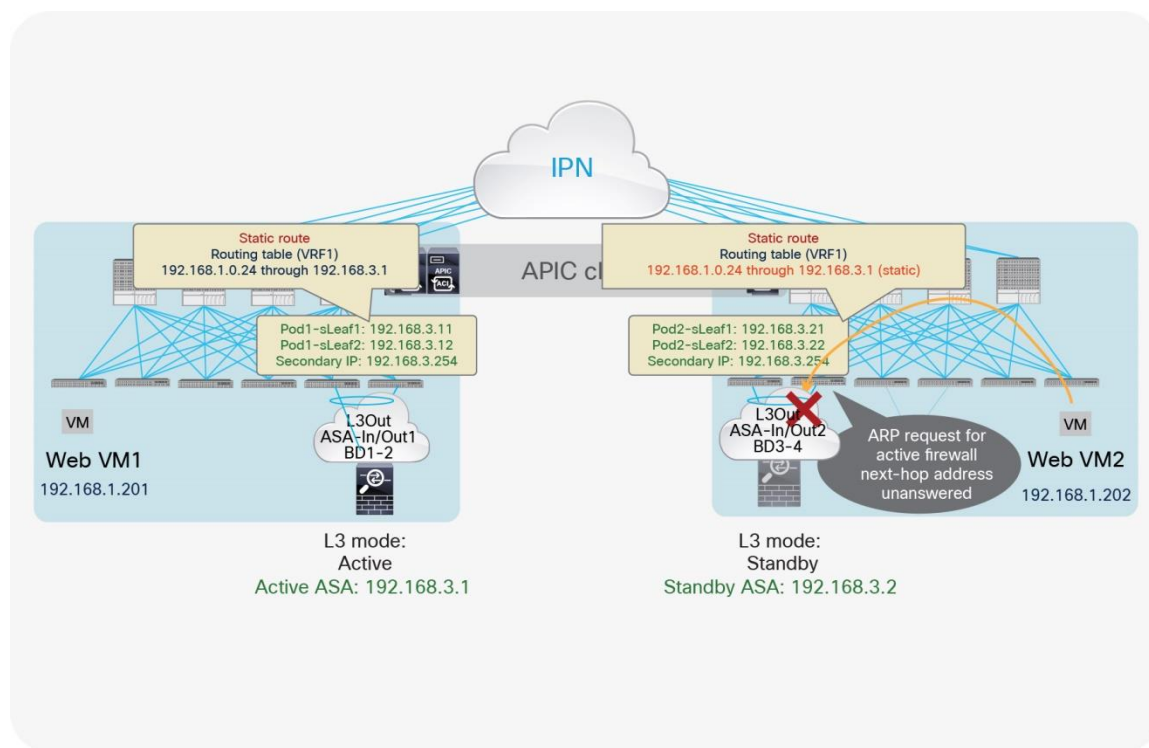 IPN
Static route
Routing table (VRF1)
192.168.1.0.24 through 192.168.3.1
APIC
ACI
APIC cl
Static route
Routing table (VRF1)
192.168.1.0.24 through 192.168.3.1 (static)
Pod1-sLeaf1: 192.168.3.11
Pod1-sLeaf2: 192.168.3.12
Secondary IP: 192.168.3.254
Pod2-sLeaf1: 192.168.3.21
Pod2-sLeaf2: 192.168.3.22
Secondary IP: 192.168.3.254
VM
Web VM1
192.168.1.201
L3Out
ASA-In/Out1
BD1-2
L3Out
ASA-In/Out2
BD3-4
ARP request for
active firewall
next-hop address
unanswered
VM
Web VM2
192.168.1.202
L3 mode:
Active
Active ASA: 192.168.3.1
L3 mode:
Standby
Standby ASA: 192.168.3.2